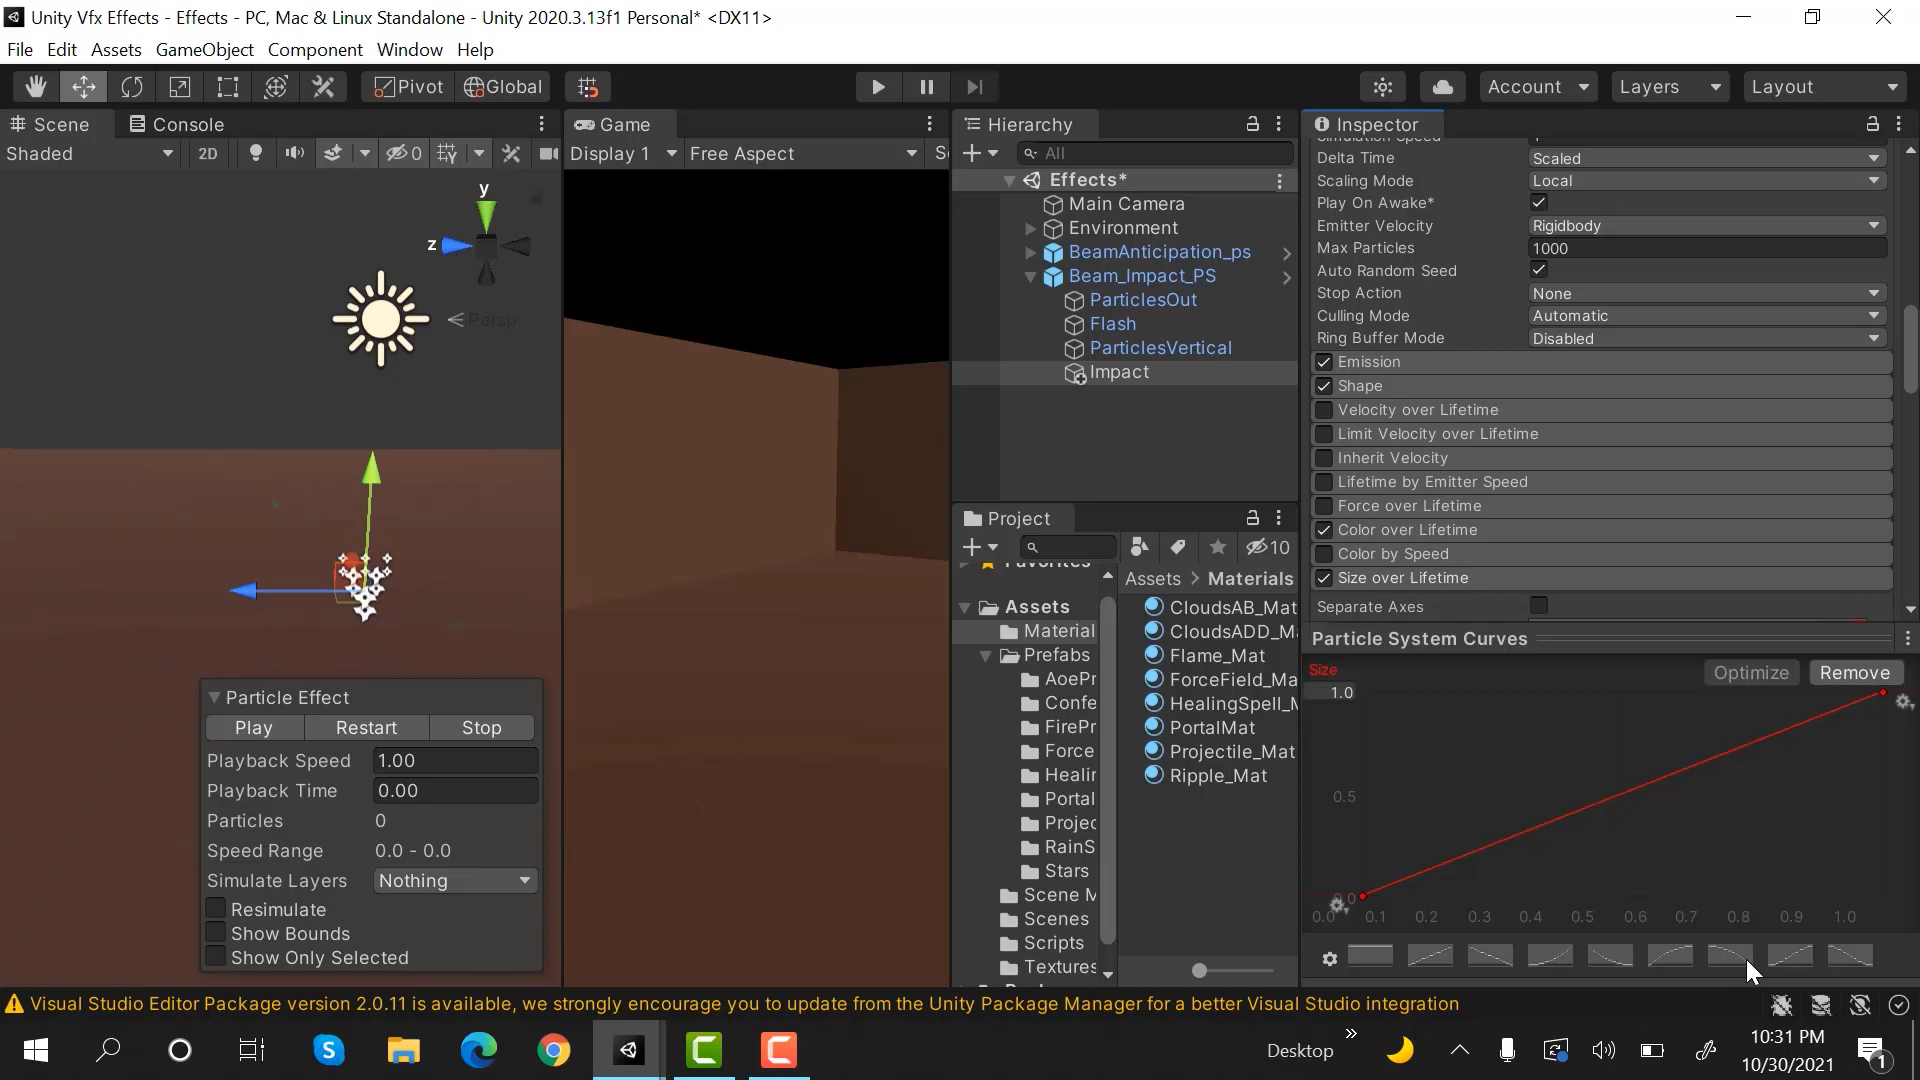 Unity Vfx Effects - Effects - PC, Mac & Linux Standalone - Unity 2020.3.13f1 Personal* <DX11>
File Edit Assets GameObject Component Window Help
Pivot Global Account Layers Layout
Scene Console
Shaded 2D 0
y
z
Persp
Particle Effect
Play Restart Stop
Playback Speed 1.00
Playback Time 0.00
Particles 0
Speed Range 0.0 - 0.0
Simulate Layers Nothing
Resimulate
Show Bounds
Show Only Selected
Game
Display 1 Free Aspect
Hierarchy
All
Effects*
Main Camera
Environment
BeamAnticipation_ps
Beam_Impact_PS
ParticlesOut
Flash
ParticlesVertical
Impact
Project
10
Favorites
Assets
Material
Prefabs
AoePr
Confe
FirePr
Force
Healir
Portal
Projec
RainS
Stars
Scene M
Scenes
Scripts
Textures
Assets > Materials
CloudsAB_Mat
CloudsADD_Ma
Flame_Mat
ForceField_Ma
HealingSpell_M
PortalMat
Projectile_Mat
Ripple_Mat
Inspector
Delta Time Scaled
Scaling Mode Local
Play On Awake*
Emitter Velocity Rigidbody
Max Particles 1000
Auto Random Seed
Stop Action None
Culling Mode Automatic
Ring Buffer Mode Disabled
Emission
Shape
Velocity over Lifetime
Limit Velocity over Lifetime
Inherit Velocity
Lifetime by Emitter Speed
Force over Lifetime
Color over Lifetime
Color by Speed
Size over Lifetime
Separate Axes
Particle System Curves
Size
Optimize Remove
1.0
0.5
0.0
0.0 0.1 0.2 0.3 0.4 0.5 0.6 0.7 0.8 0.9 1.0
Visual Studio Editor Package version 2.0.11 is available, we strongly encourage you to update from the Unity Package Manager for a better Visual Studio integration
Desktop
10:31 PM
10/30/2021
1